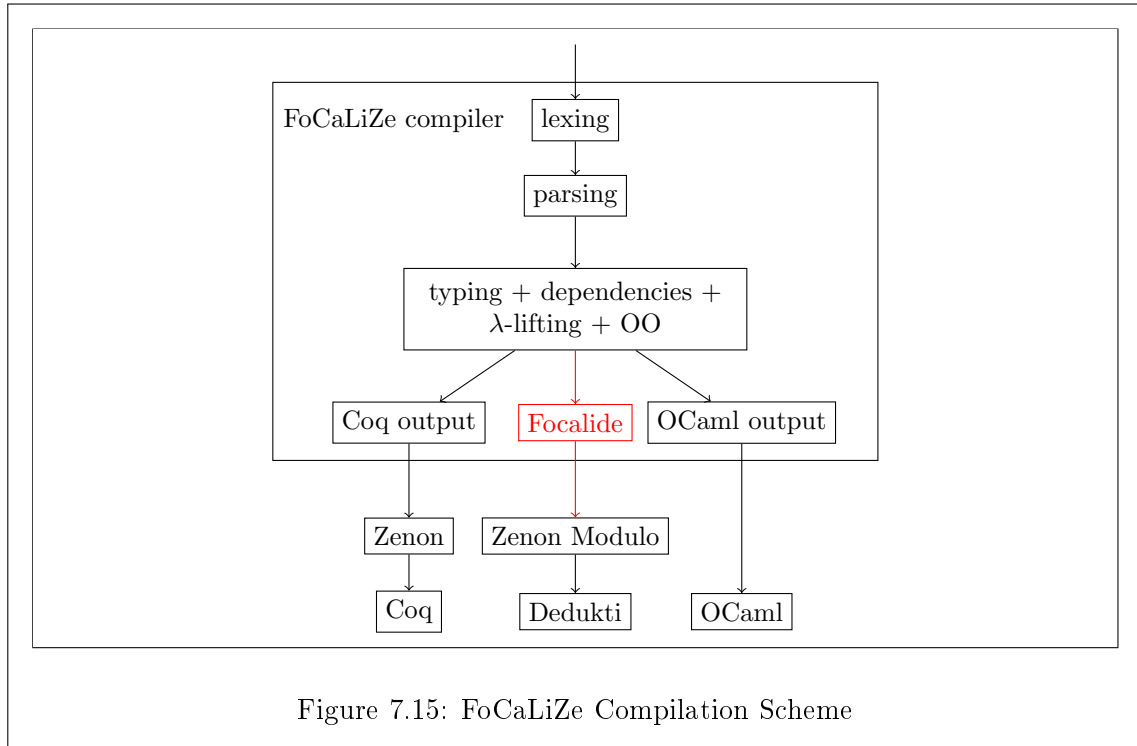 FoCaLiZe compiler
lexing
parsing
typing + dependencies +
λ-lifting + OO
Coq output
Focalide
OCaml output
Zenon
Zenon Modulo
Coq
Dedukti
OCaml
Figure 7.15: FoCaLiZe Compilation Scheme